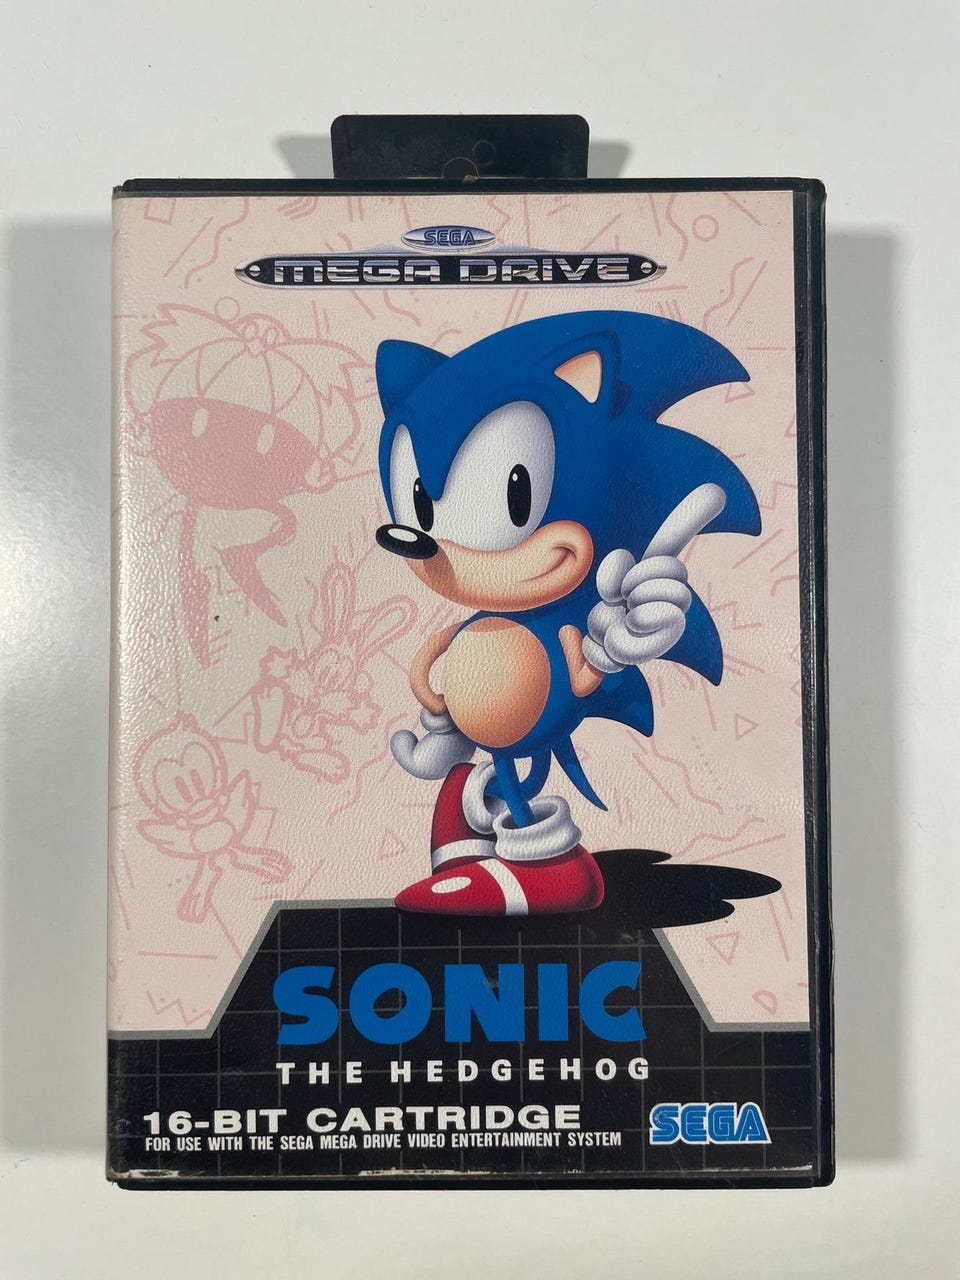 SEGA
MEGA DRIVE
SONIC
THE HEDGEHOG
16-BIT CARTRIDGE
FOR USE WITH THE SEGA MEGA DRIVE VIDEO ENTERTAINMENT SYSTEM
SEGA